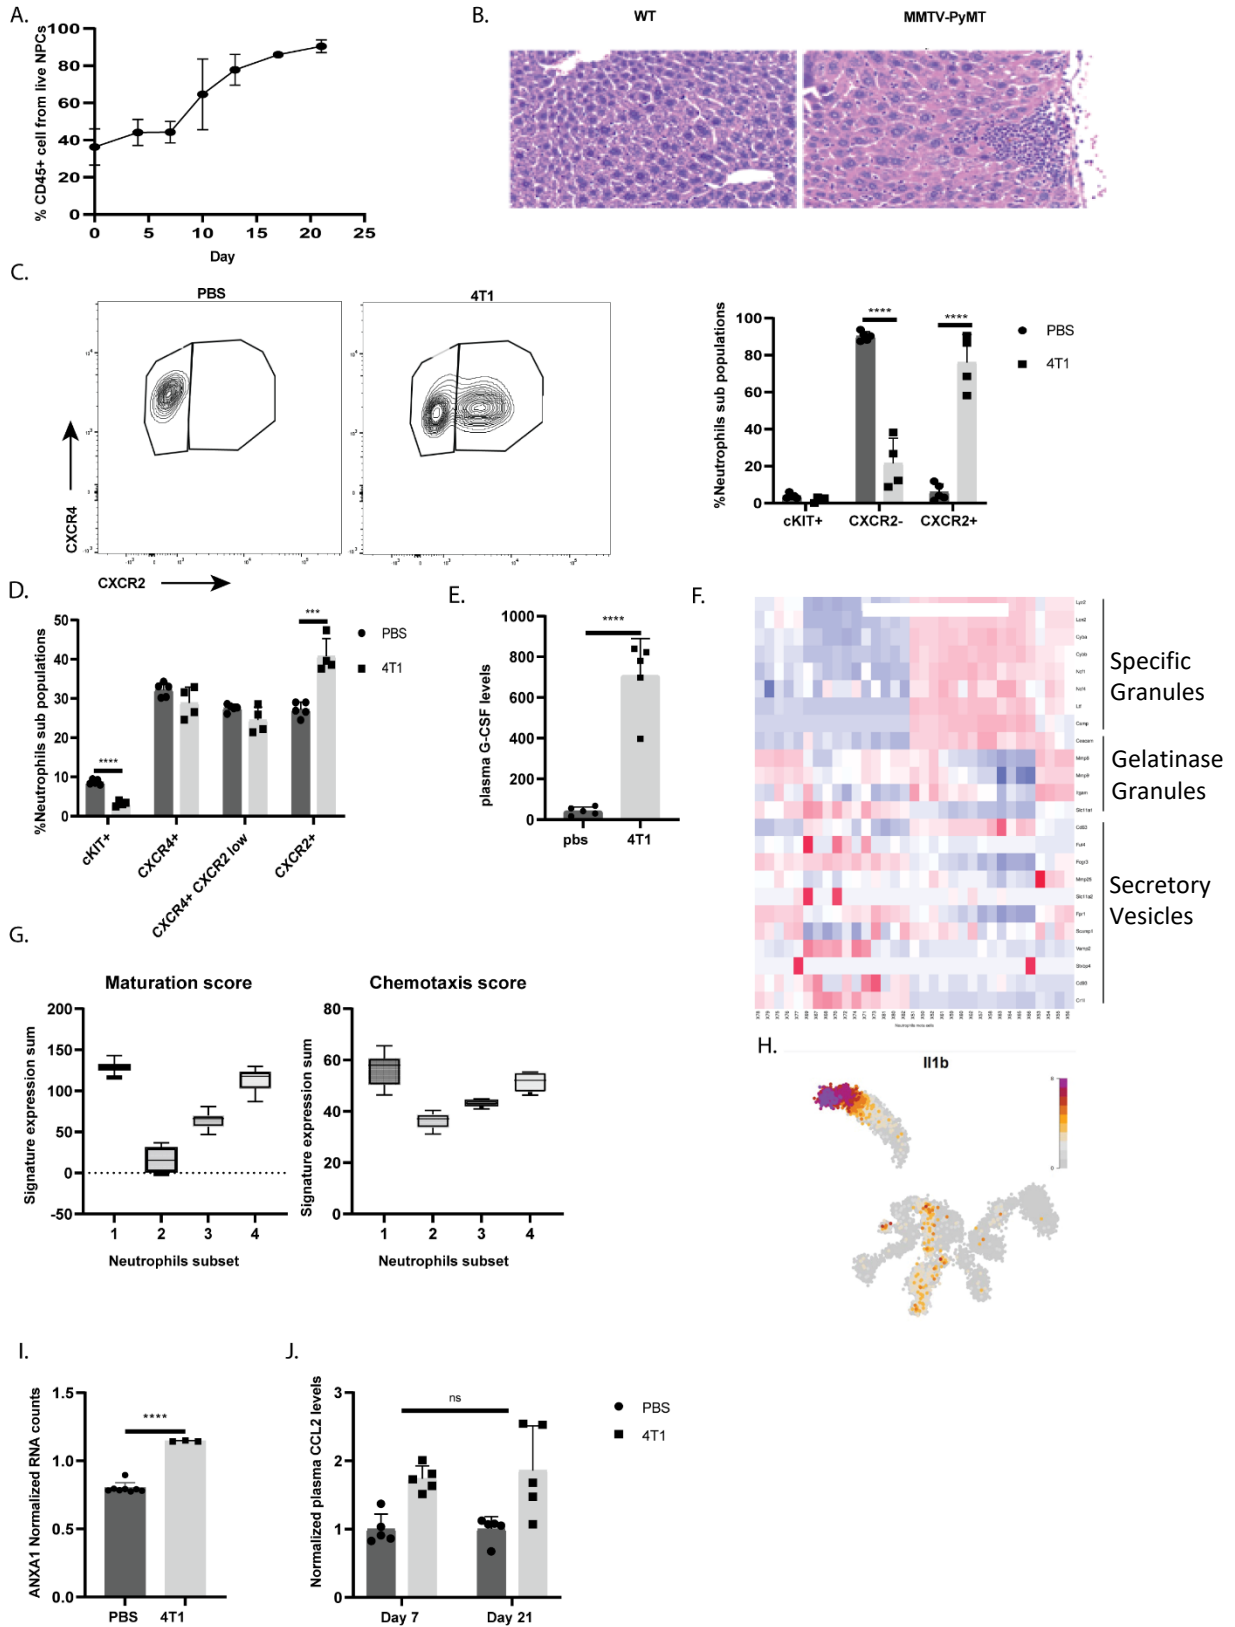 A.
% CD45+ cell from live NPCs
100
80
60
40
20
0
0 5 10 15 20 25
Day
B.
WT
MMTV-PyMT
C.
PBS
4T1
CXCR4
CXCR2
%Neutrophils sub populations
100
80
60
40
20
0
cKIT+ CXCR2- CXCR2+
****
****
PBS
4T1
D.
%Neutrophils sub populations
50
40
30
20
10
0
****
***
cKIT+
CXCR4+
CXCR4+ CXCR2 low
CXCR2+
PBS
4T1
E.
plasma G-CSF levels
1000
800
600
400
200
0
****
pbs 4T1
F.
Specific
Granules
Gelatinase
Granules
Secretory
Vesicles
G.
Maturation score
Signature expression sum
200
150
100
50
0
-50
1 2 3 4
Neutrophils subset
Chemotaxis score
Signature expression sum
80
60
40
20
0
1 2 3 4
Neutrophils subset
H.
Il1b
I.
ANXA1 Normalized RNA counts
1.5
1.0
0.5
0.0
****
PBS 4T1
J.
Normalized plasma CCL2 levels
3
2
1
0
ns
Day 7 Day 21
PBS
4T1